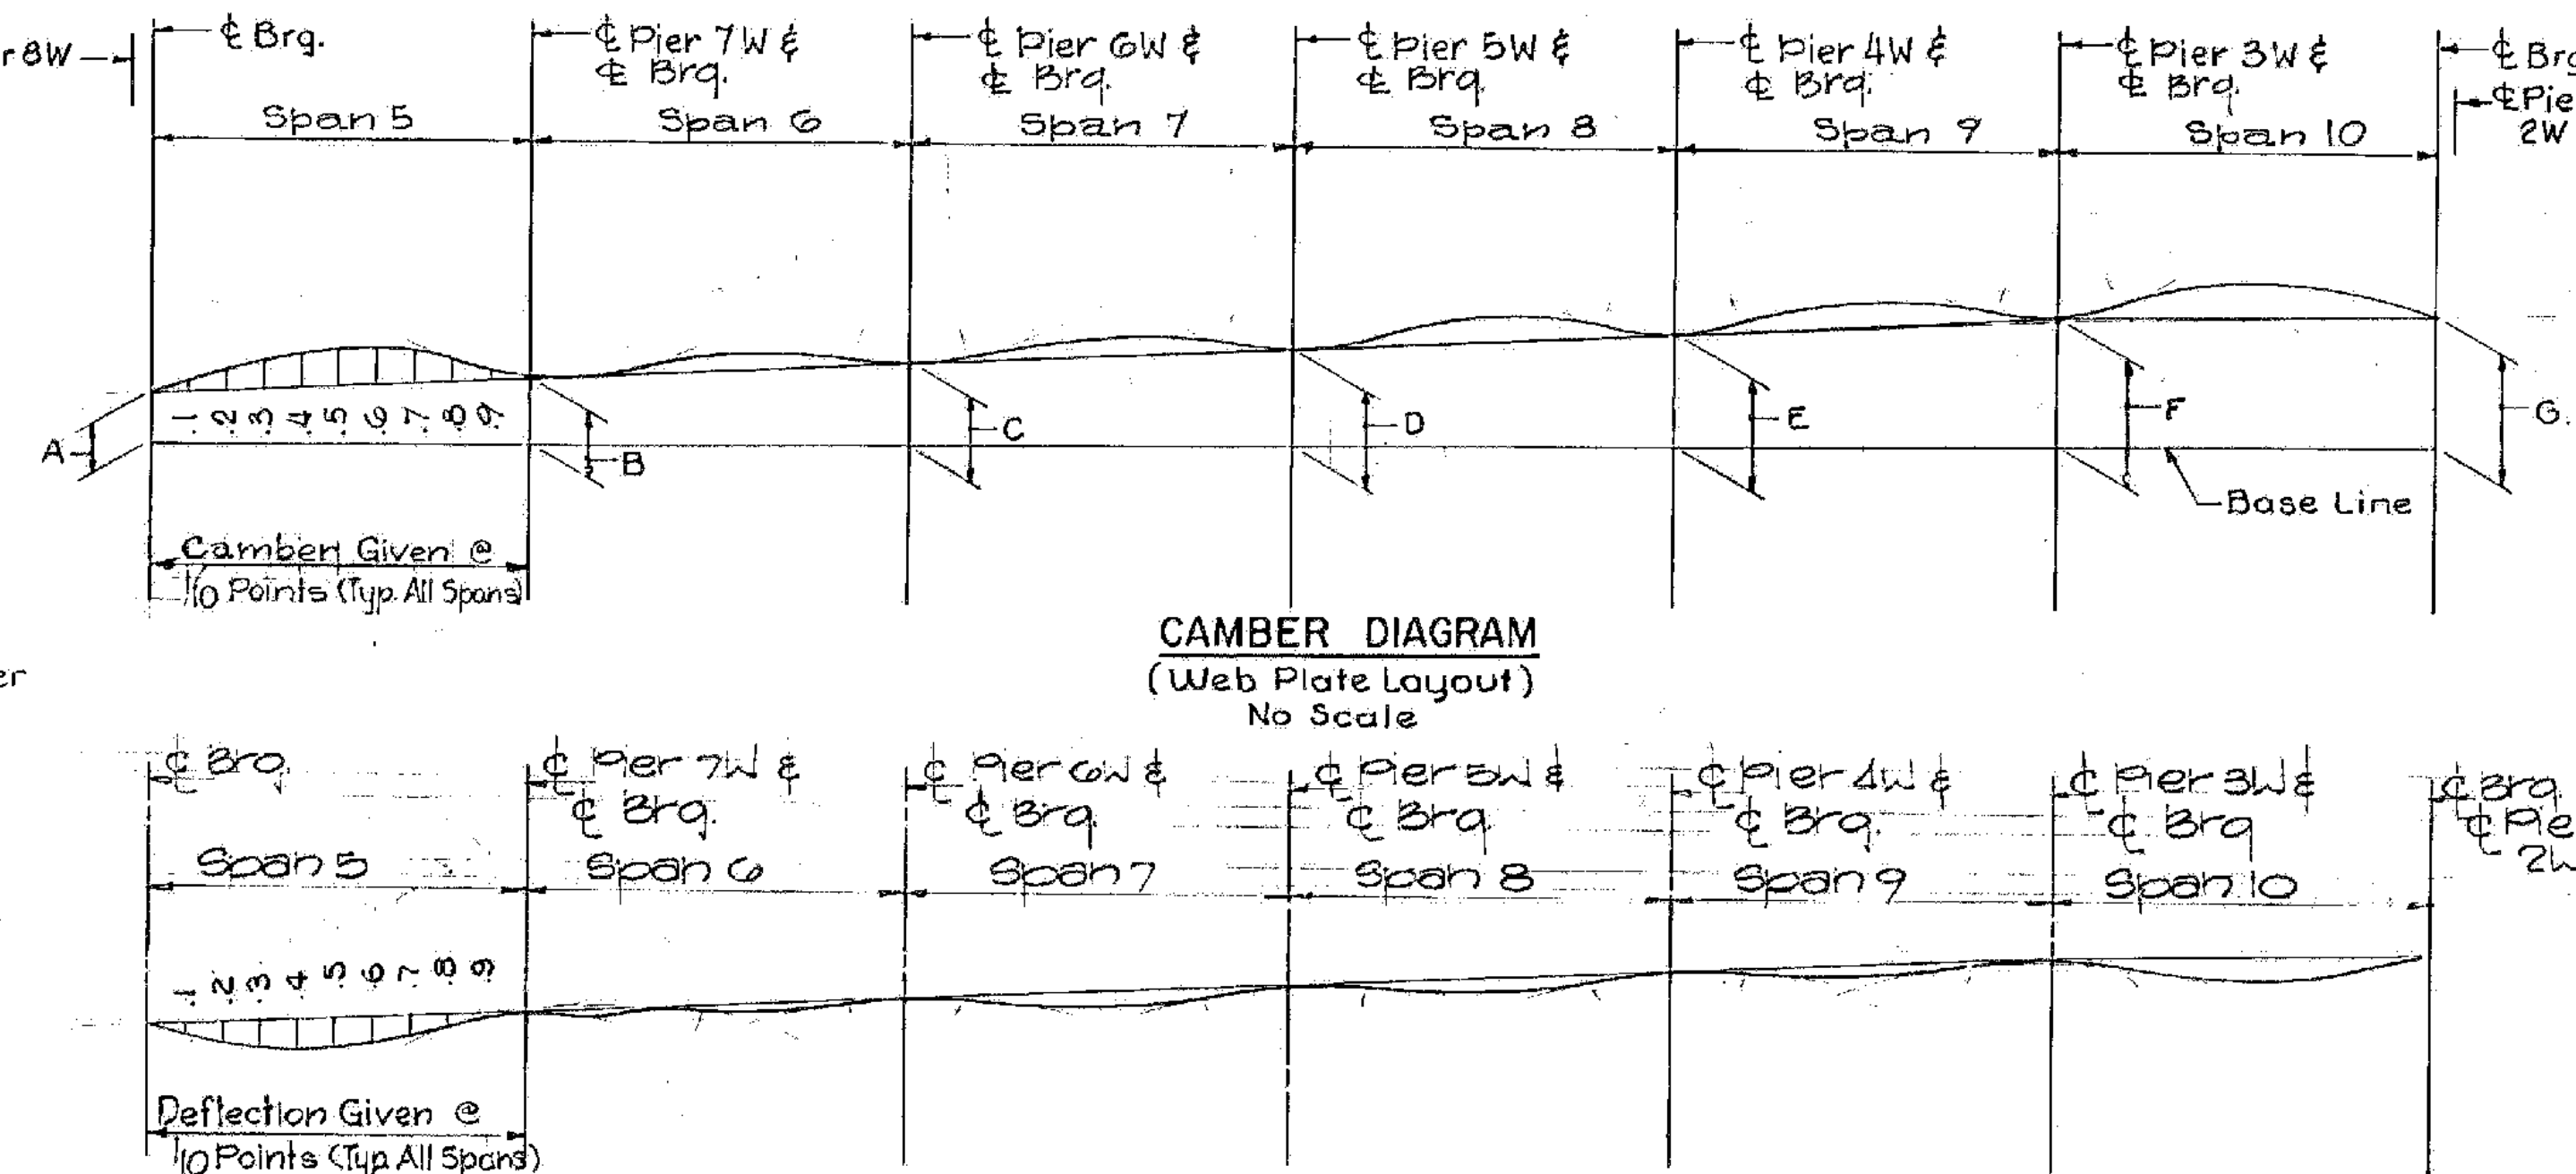 r 8W
℄ Brg.
℄ Pier 7W &
℄ Brg.
℄ Pier 6W &
℄ Brg.
℄ Pier 5W &
℄ Brg.
℄ Pier 4W &
℄ Brg.
℄ Pier 3W &
℄ Brg.
℄ Brg
℄ Pie
2W
Span 5
Span 6
Span 7
Span 8
Span 9
Span 10
.1 .2 .3 .4 .5 .6 .7 .8 .9
A
B
C
D
E
F
G.
Base Line
Camber Given @
1/10 Points (Typ. All Spans)
CAMBER DIAGRAM
(Web Plate Layout)
No Scale
er
℄ Brg.
℄ Pier 7W &
℄ Brg.
℄ Pier 6W &
℄ Brg.
℄ Pier 5W &
℄ Brg.
℄ Pier 4W &
℄ Brg.
℄ Pier 3W &
℄ Brg
℄ Brg.
℄ Pie
2W
Span 5
Span 6
Span 7
Span 8
Span 9
Span 10
.1 .2 .3 .4 .5 .6 .7 .8 .9
Deflection Given @
1/10 Points (Typ. All Spans)